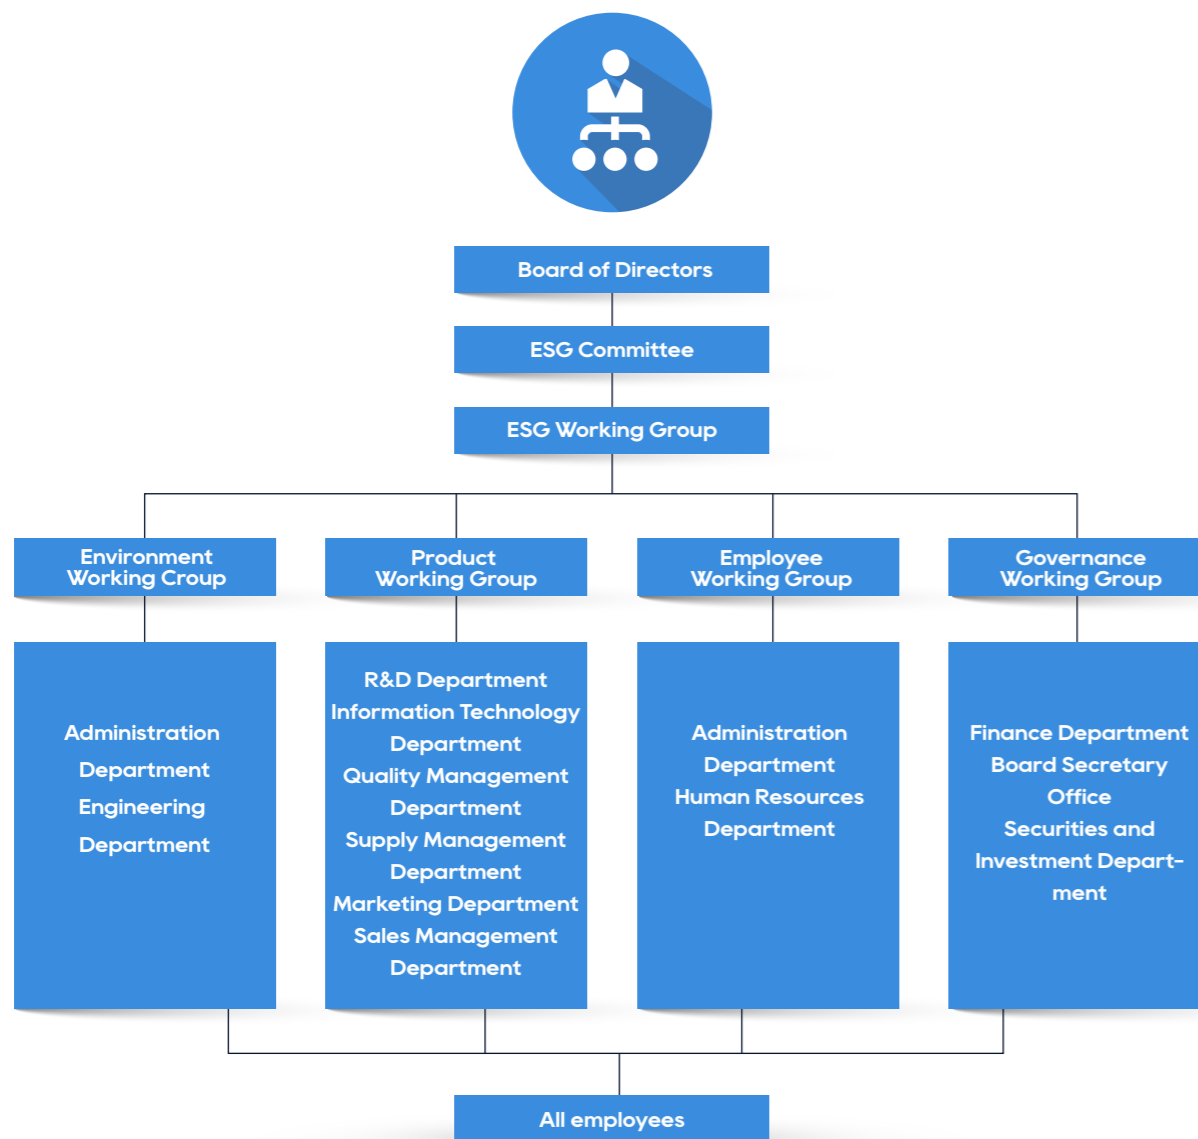 Board of Directors
ESG Committee
ESG Working Group
Environment
Working Croup
Product
Working Group
Employee
Working Group
Governance
Working Group
Administration
Department
Engineering
Department
R&D Department
Information Technology
Department
Quality Management
Department
Supply Management
Department
Marketing Department
Sales Management
Department
Administration
Department
Human Resources
Department
Finance Department
Board Secretary
Office
Securities and
Investment Depart-
ment
All employees